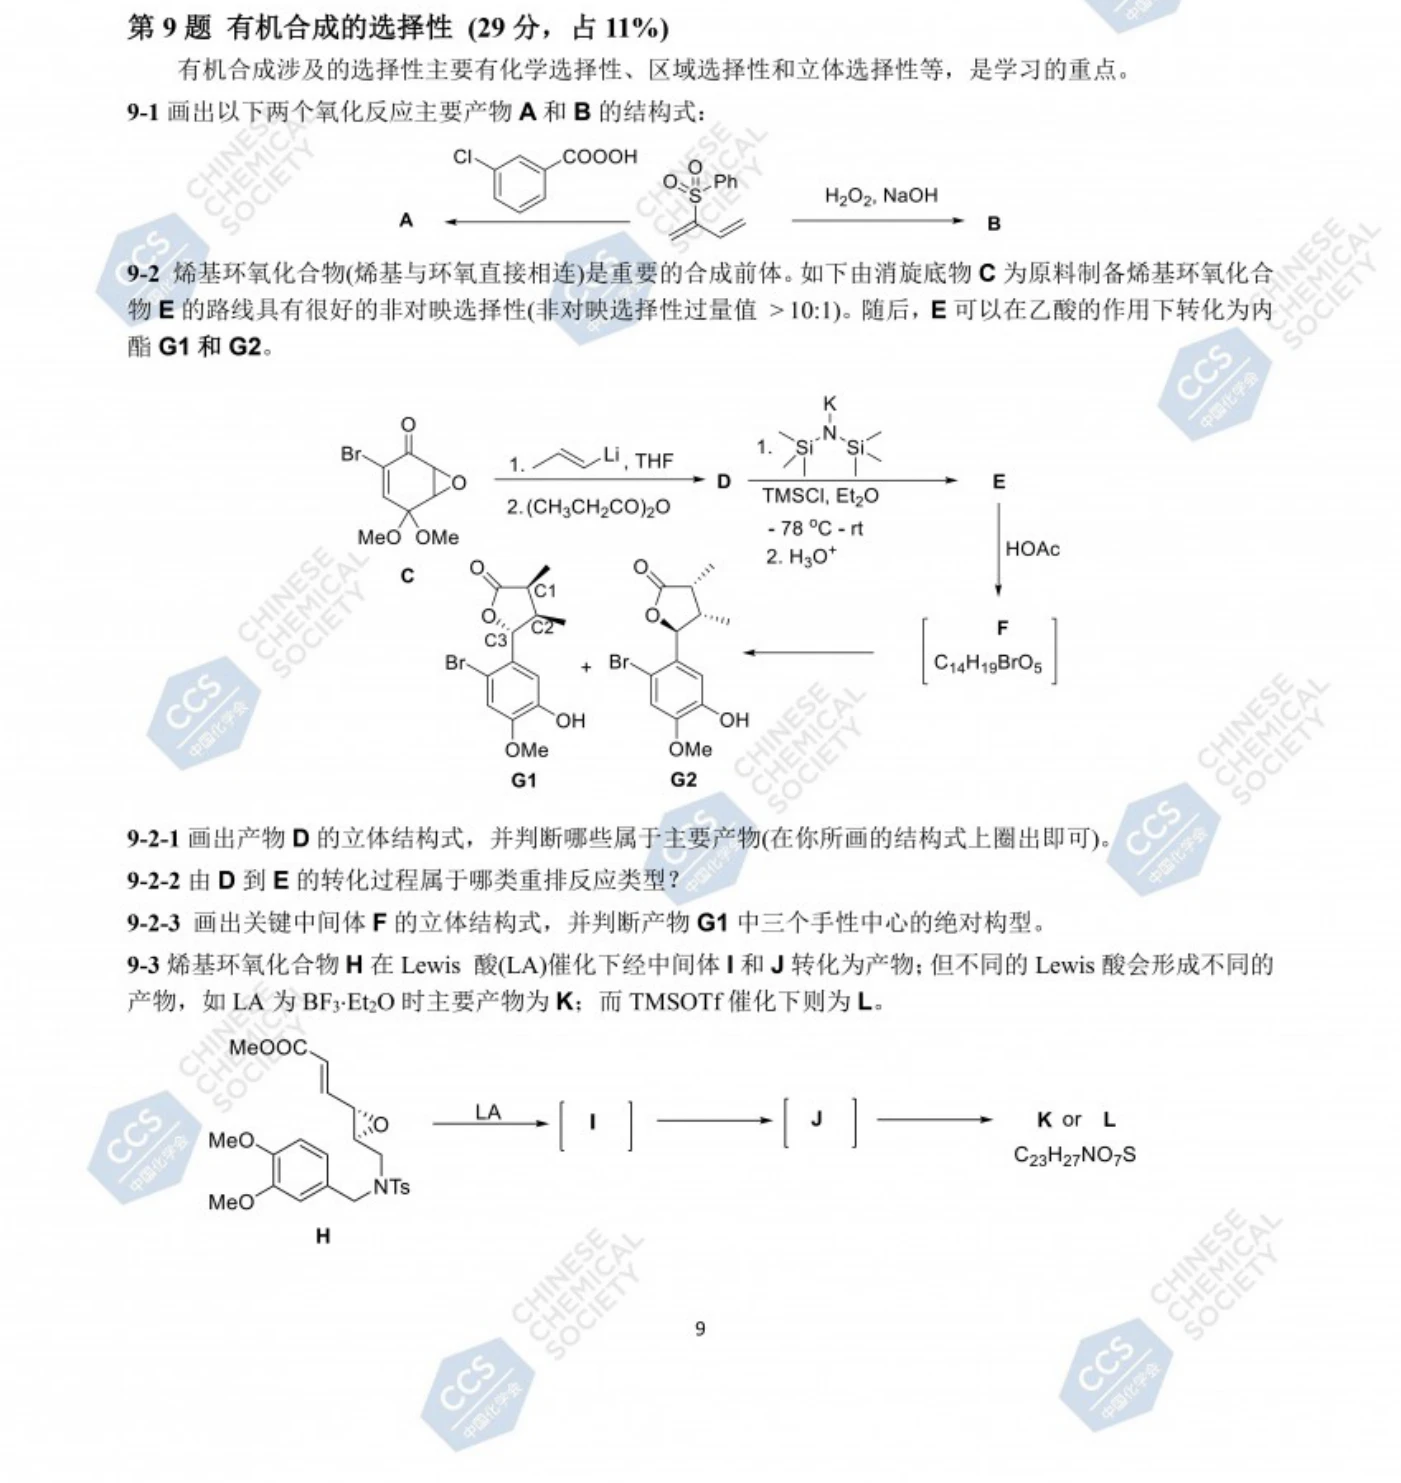 第 9 题 有机合成的选择性 (29 分，占 11%)
有机合成涉及的选择性主要有化学选择性、区域选择性和立体选择性等，是学习的重点。
9-1 画出以下两个氧化反应主要产物 A 和 B 的结构式：
Cl
COOOH
O
O
S
Ph
H₂O₂, NaOH
A
B
9-2 烯基环氧化合物(烯基与环氧直接相连)是重要的合成前体。如下由消旋底物 C 为原料制备烯基环氧化合
物 E 的路线具有很好的非对映选择性(非对映选择性过量值 > 10:1)。随后，E 可以在乙酸的作用下转化为内
酯 G1 和 G2。
O
Br
O
MeO OMe
C
1. Li , THF
2. (CH₃CH₂CO)₂O
D
K
N
1. Si Si
TMSCl, Et₂O
- 78 ºC - rt
2. H₃O⁺
E
HOAc
F
C₁₄H₁₉BrO₅
O
C1
O
C2
C3
Br
OH
OMe
G1
+
O
O
Br
OH
OMe
G2
9-2-1 画出产物 D 的立体结构式，并判断哪些属于主要产物(在你所画的结构式上圈出即可)。
9-2-2 由 D 到 E 的转化过程属于哪类重排反应类型？
9-2-3 画出关键中间体 F 的立体结构式，并判断产物 G1 中三个手性中心的绝对构型。
9-3 烯基环氧化合物 H 在 Lewis 酸(LA)催化下经中间体 I 和 J 转化为产物；但不同的 Lewis 酸会形成不同的
产物，如 LA 为 BF₃·Et₂O 时主要产物为 K；而 TMSOTf 催化下则为 L。
MeOOC
O
MeO
MeO
NTs
H
LA
I
J
K or L
C₂₃H₂₇NO₇S
9
CCS
中国化学会
CHINESE
CHEMICAL
SOCIETY